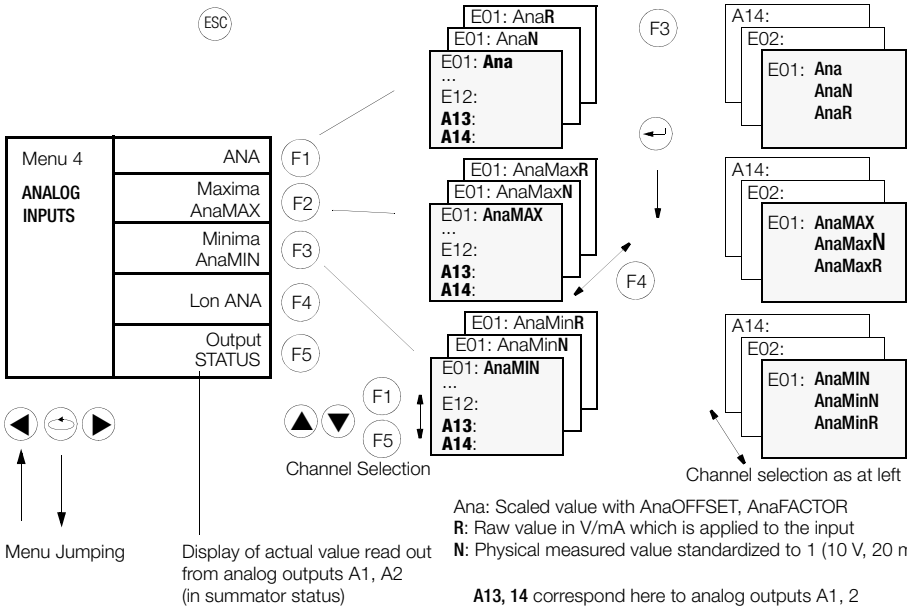 ESC
E01: AnaR
E01: AnaN
E01: Ana
...
E12:
A13:
A14:
F3
A14:
E02:
E01: Ana
AnaN
AnaR
Menu 4
ANALOG
INPUTS
ANA
F1
Maxima
AnaMAX
F2
Minima
AnaMIN
F3
Lon ANA
F4
Output
STATUS
F5
E01: AnaMaxR
E01: AnaMaxN
E01: AnaMAX
...
E12:
A13:
A14:
F4
A14:
E02:
E01: AnaMAX
AnaMaxN
AnaMaxR
E01: AnaMinR
E01: AnaMinN
E01: AnaMIN
...
E12:
A13:
A14:
F1
F5
Channel Selection
A14:
E02:
E01: AnaMIN
AnaMinN
AnaMinR
Channel selection as at left
Menu Jumping
Display of actual value read out
from analog outputs A1, A2
(in summator status)
Ana: Scaled value with AnaOFFSET, AnaFACTOR
R: Raw value in V/mA which is applied to the input
N: Physical measured value standardized to 1 (10 V, 20
A13, 14 correspond here to analog outputs A1, 2